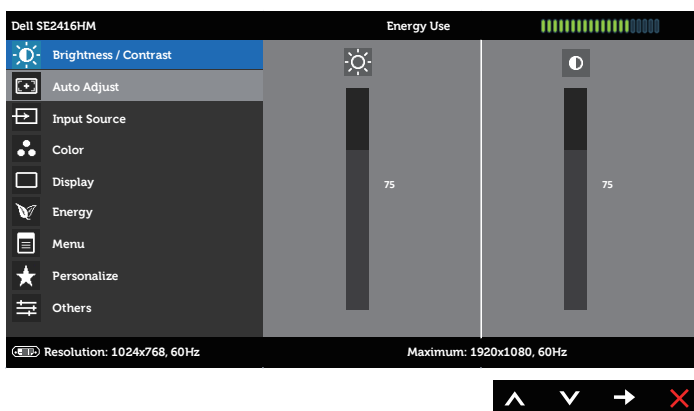 Dell SE2416HM Energy Use
Brightness / Contrast
Auto Adjust
Input Source
Color
Display 75 75
Energy
Menu
Personalize
Others
Resolution: 1024x768, 60Hz Maximum: 1920x1080, 60Hz